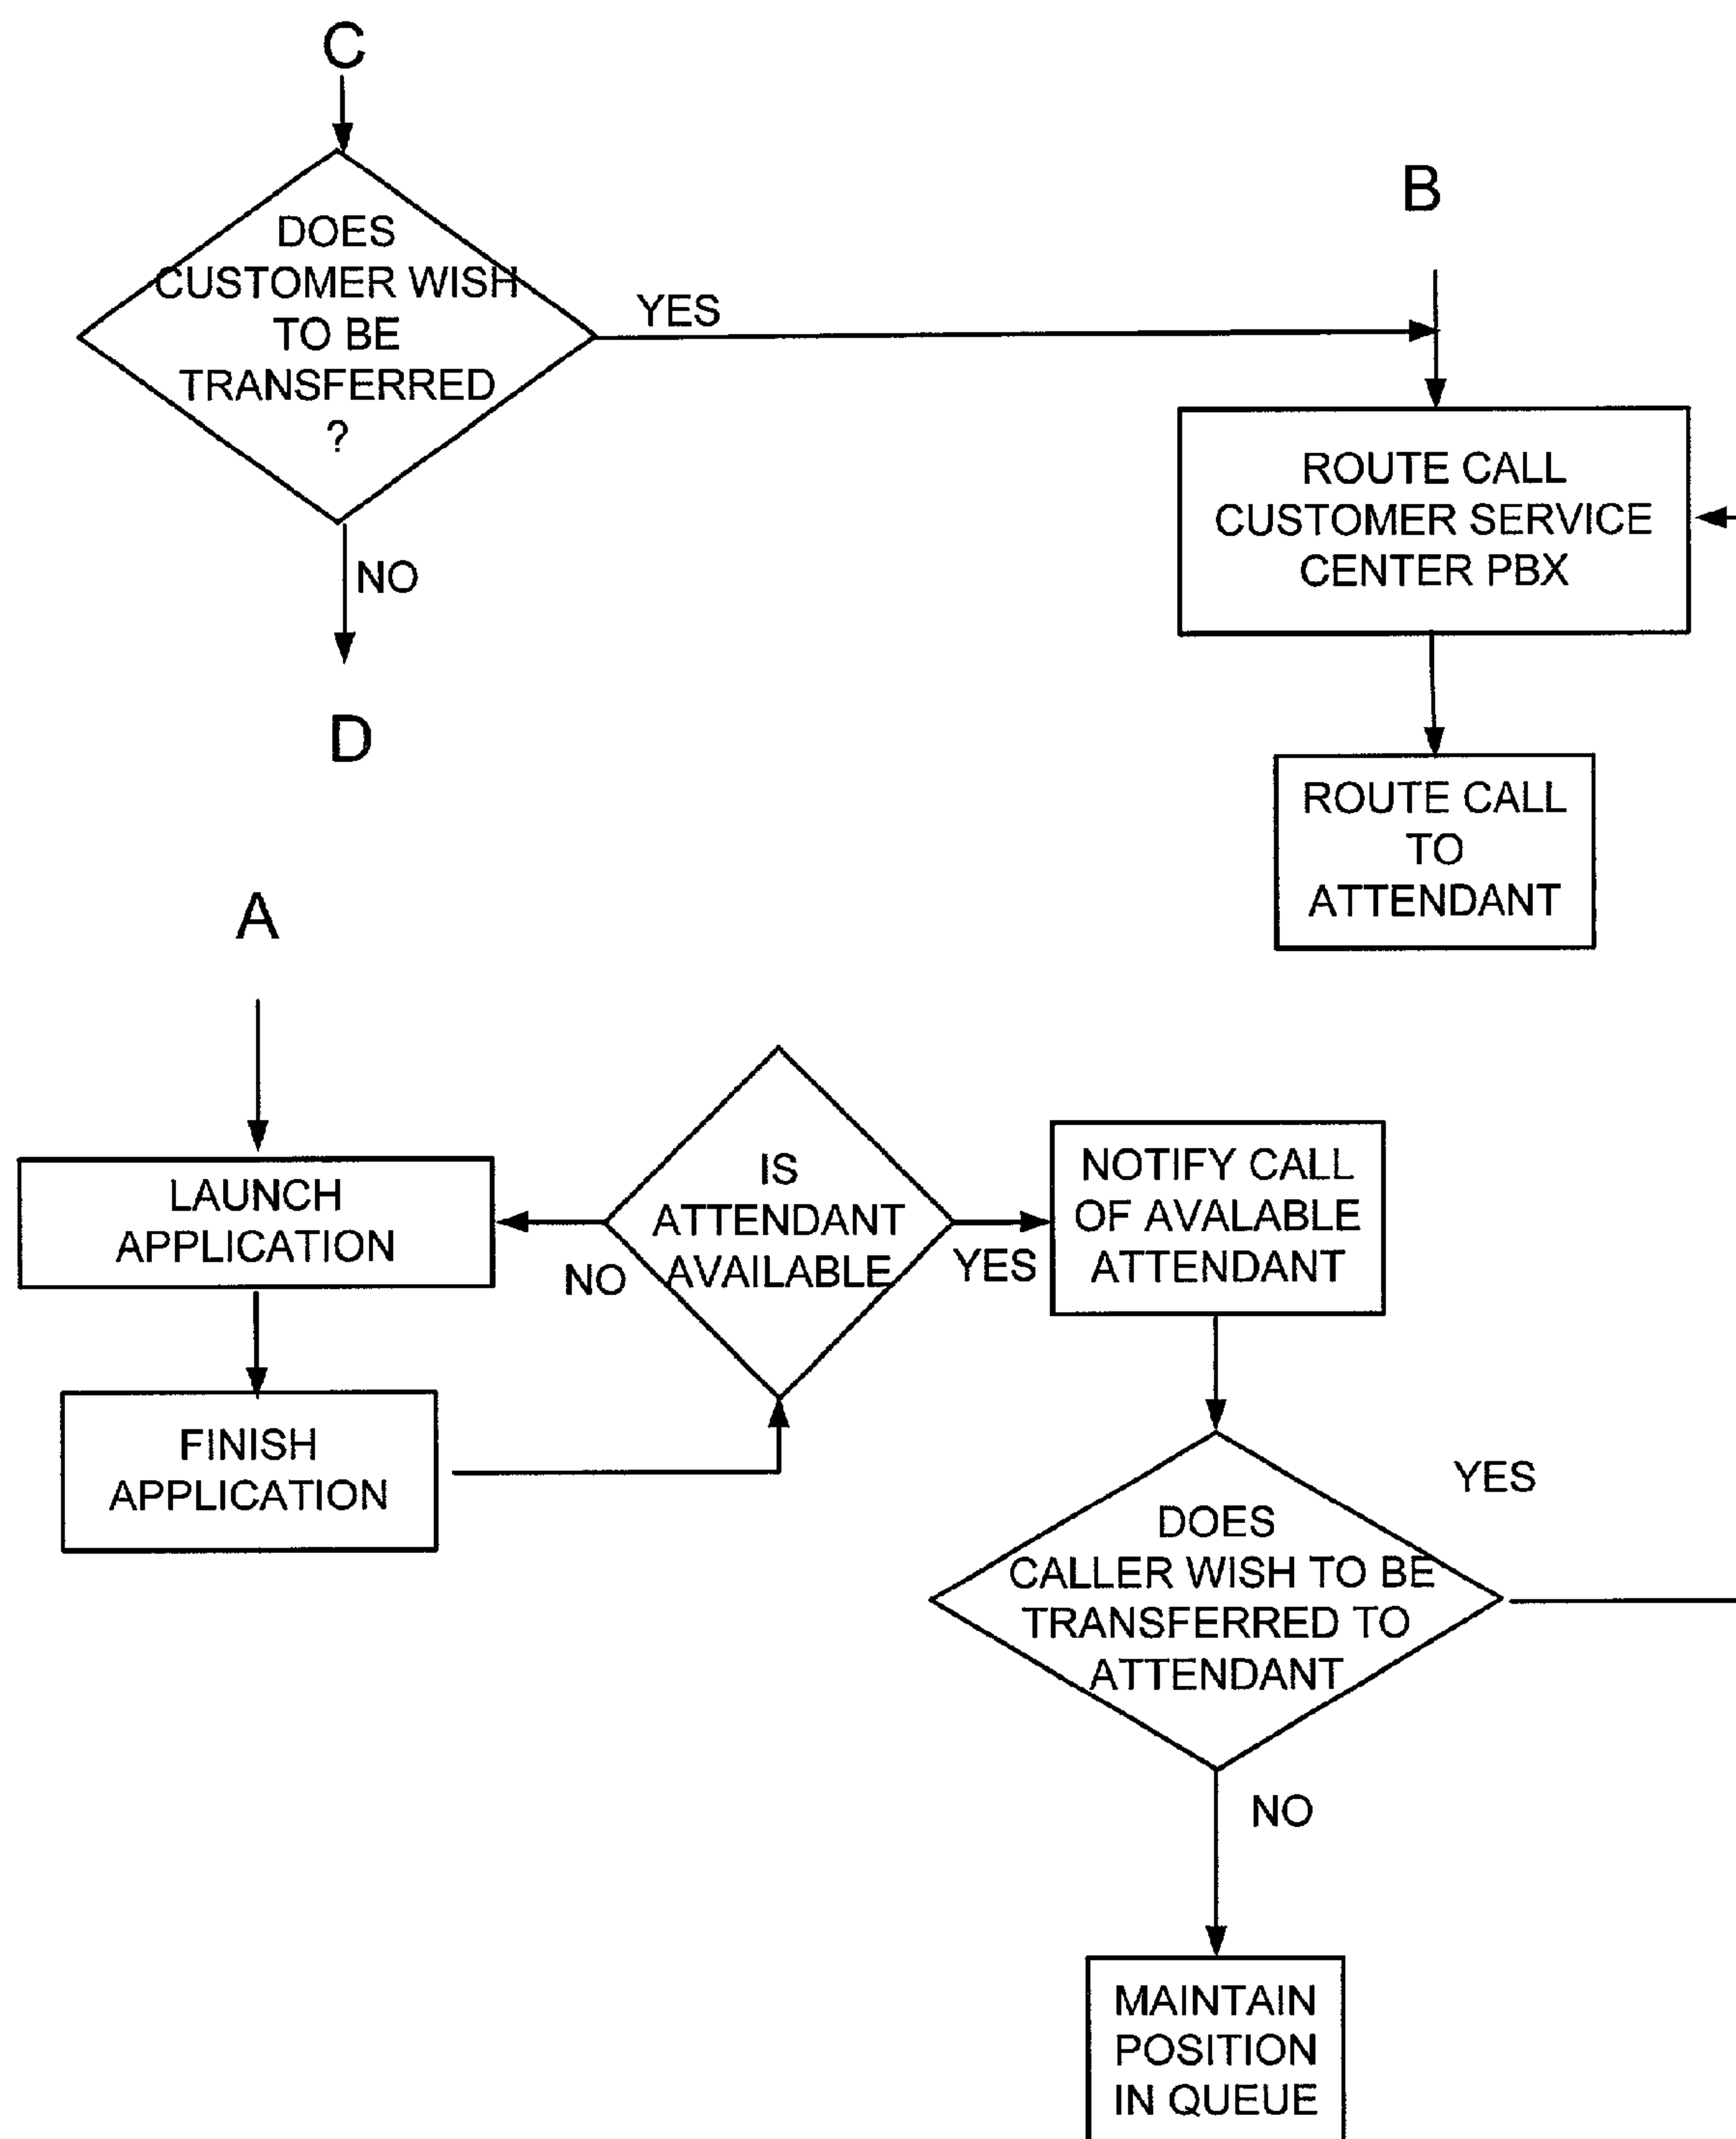 C
DOES
CUSTOMER WISH
TO BE
TRANSFERRED
?
YES
NO
D
B
ROUTE CALL
CUSTOMER SERVICE
CENTER PBX
ROUTE CALL
TO
ATTENDANT
A
LAUNCH
APPLICATION
FINISH
APPLICATION
IS
ATTENDANT
AVAILABLE
NO
YES
NOTIFY CALL
OF AVALABLE
ATTENDANT
DOES
CALLER WISH TO BE
TRANSFERRED TO
ATTENDANT
YES
NO
MAINTAIN
POSITION
IN QUEUE